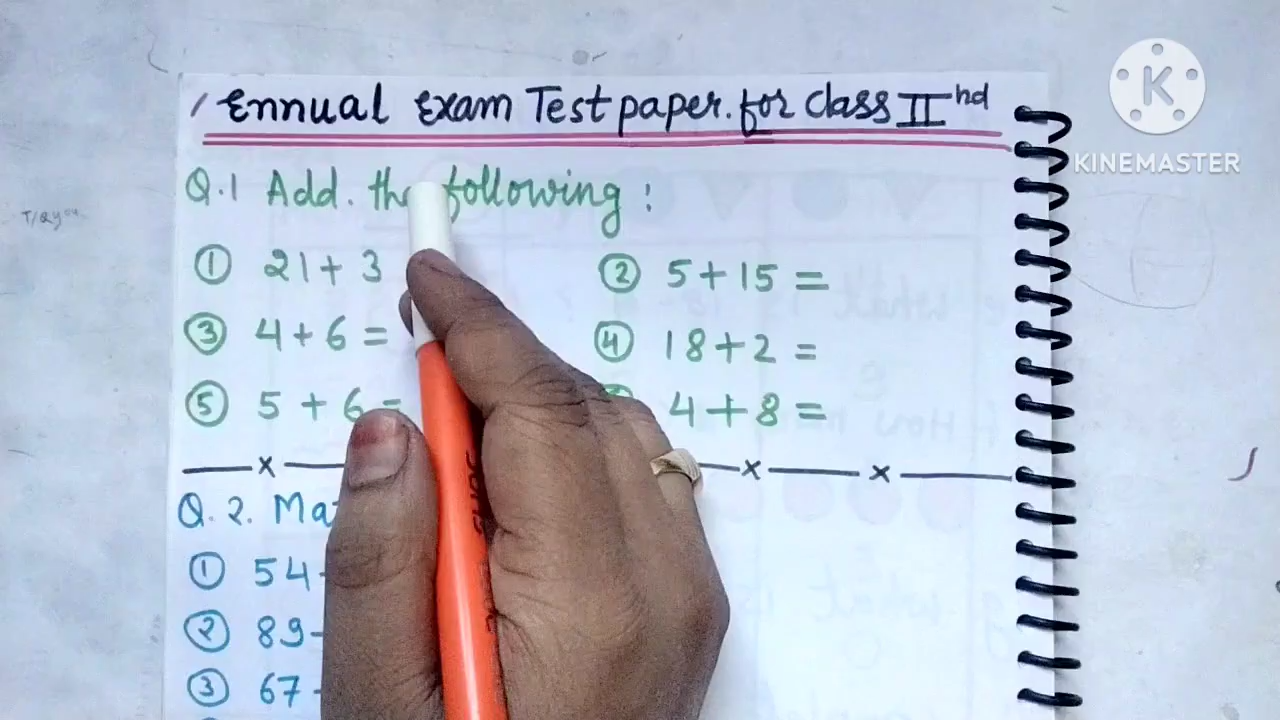 Ennual Exam Test paper. for Class II nd
KINEMASTER
Q.1 Add. the following :
① 21 + 3
② 5 + 15 =
③ 4 + 6 =
④ 18 + 2 =
⑤ 5 + 6 =
4 + 8 =
x x x
Q. 2.
① 54
② 89
③ 67